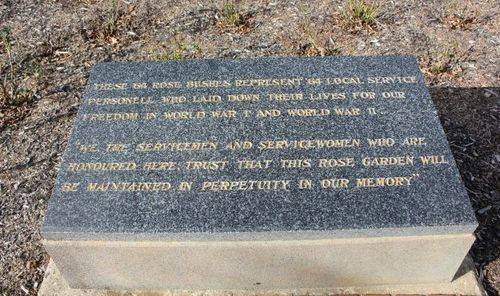 THESE 64 ROSE BUSHES REPRESENT 64 LOCAL SERVICE
PERSONELL WHO LAID DOWN THEIR LIVES FOR OUR
FREEDOM IN WORLD WAR I AND WORLD WAR II.
"WE THE SERVICEMEN AND SERVICEWOMEN WHO ARE
HONOURED HERE, TRUST THAT THIS ROSE GARDEN WILL
BE MAINTAINED IN PERPETUITY IN OUR MEMORY"